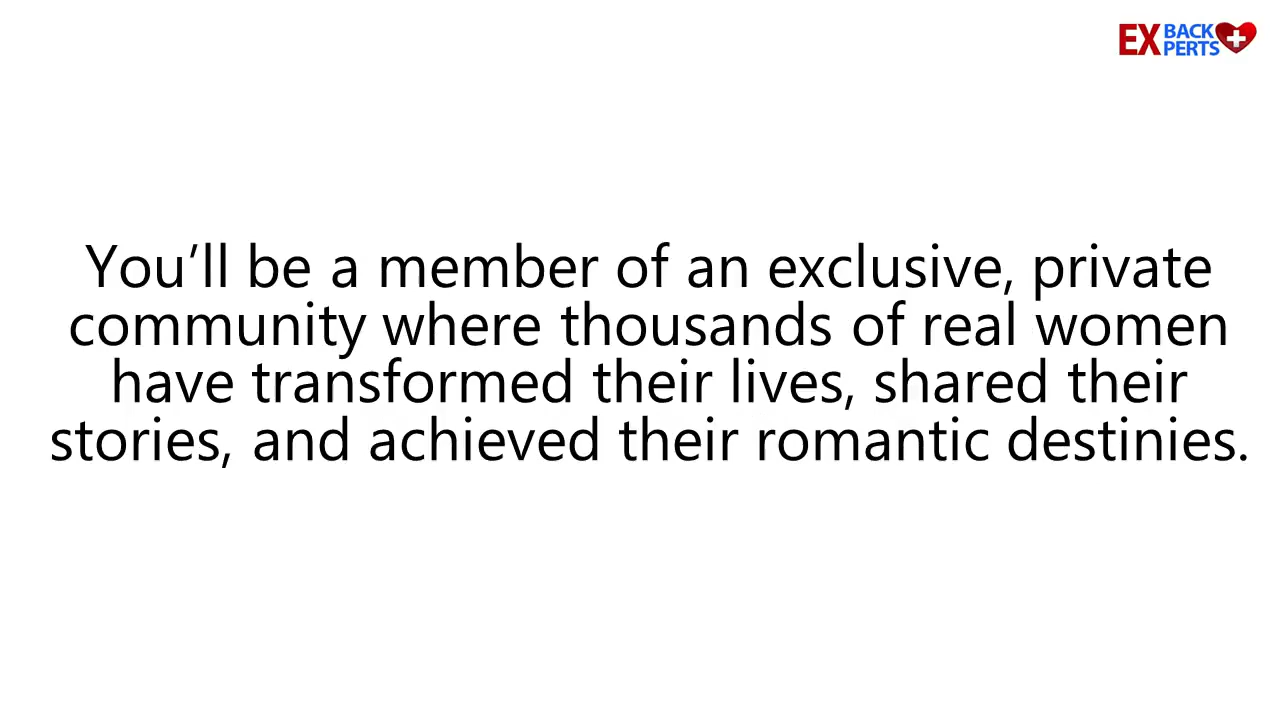 EX BACK
PERTS
You’ll be a member of an exclusive, private
community where thousands of real women
have transformed their lives, shared their
stories, and achieved their romantic destinies.